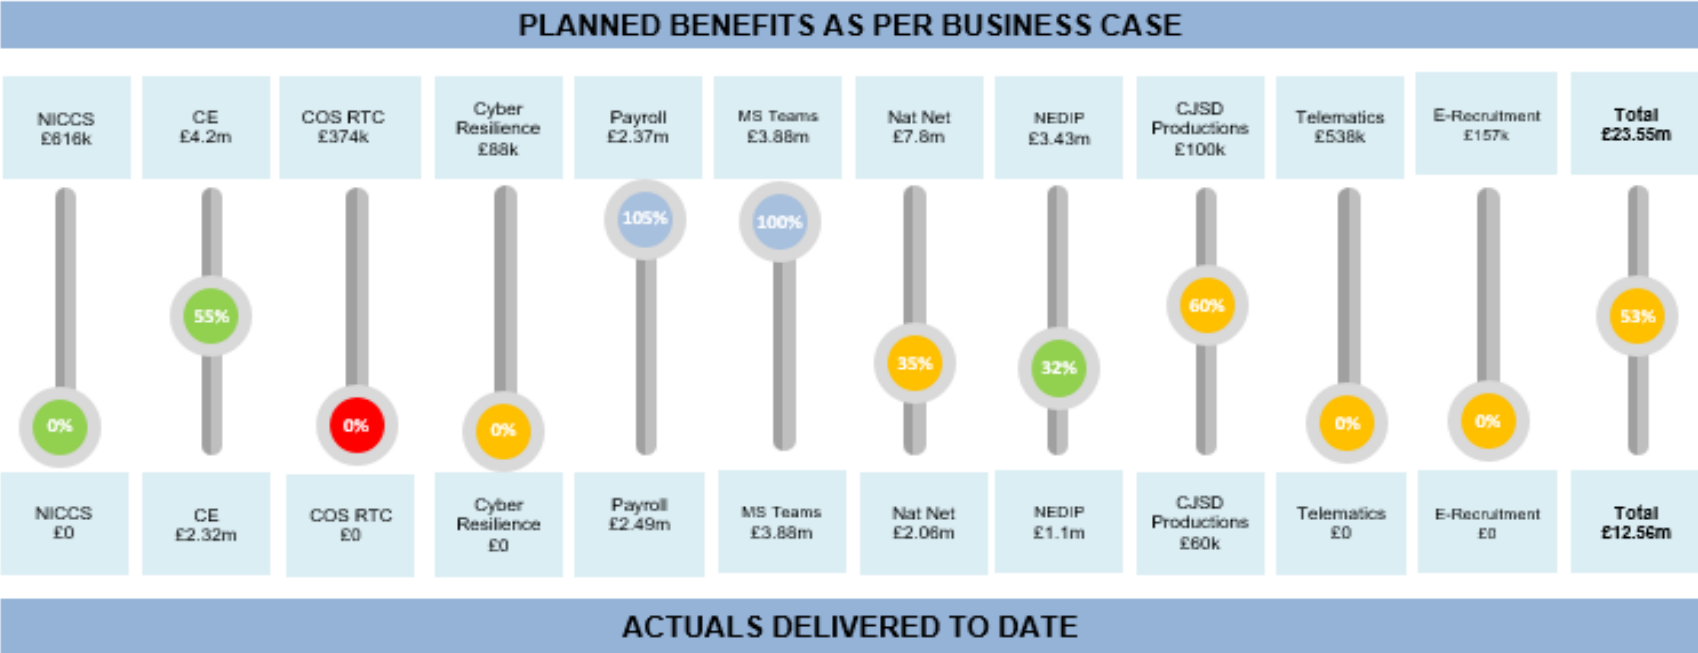 PLANNED BENEFITS AS PER BUSINESS CASE
NICCS
£616k
CE
£4.2m
COS RTC
£374k
Cyber
Resilience
£88k
Payroll
£2.37m
MS Teams
£3.88m
Nat Net
£7.8m
NEDIP
£3.43m
CJSD
Productions
£100k
Telematics
£538k
E-Recruitment
£157k
Total
£23.55m
0%
55%
0%
0%
105%
100%
35%
32%
60%
0%
0%
53%
NICCS
£0
CE
£2.32m
COS RTC
£0
Cyber
Resilience
£0
Payroll
£2.49m
MS Teams
£3.88m
Nat Net
£2.06m
NEDIP
£1.1m
CJSD
Productions
£60k
Telematics
£0
E-Recruitment
£0
Total
£12.56m
ACTUALS DELIVERED TO DATE